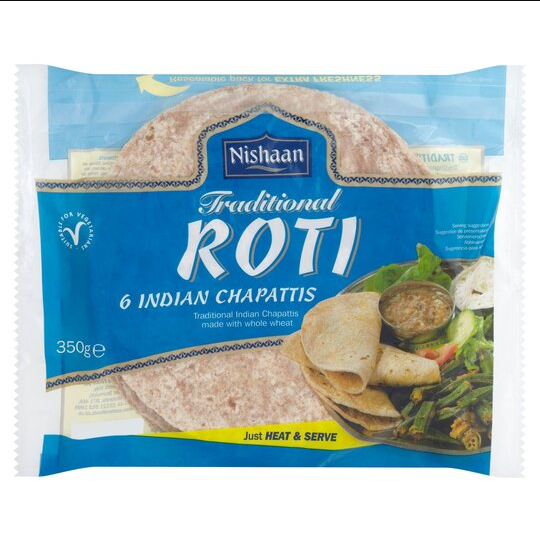 Resealable pack for EXTRA FRESHNESS
Nishaan
Traditional
ROTI
6 INDIAN CHAPATTIS
Traditional Indian Chapattis
made with whole wheat
SUITABLE FOR VEGETARIANS
V
350g℮
Serving suggestion
Just HEAT & SERVE